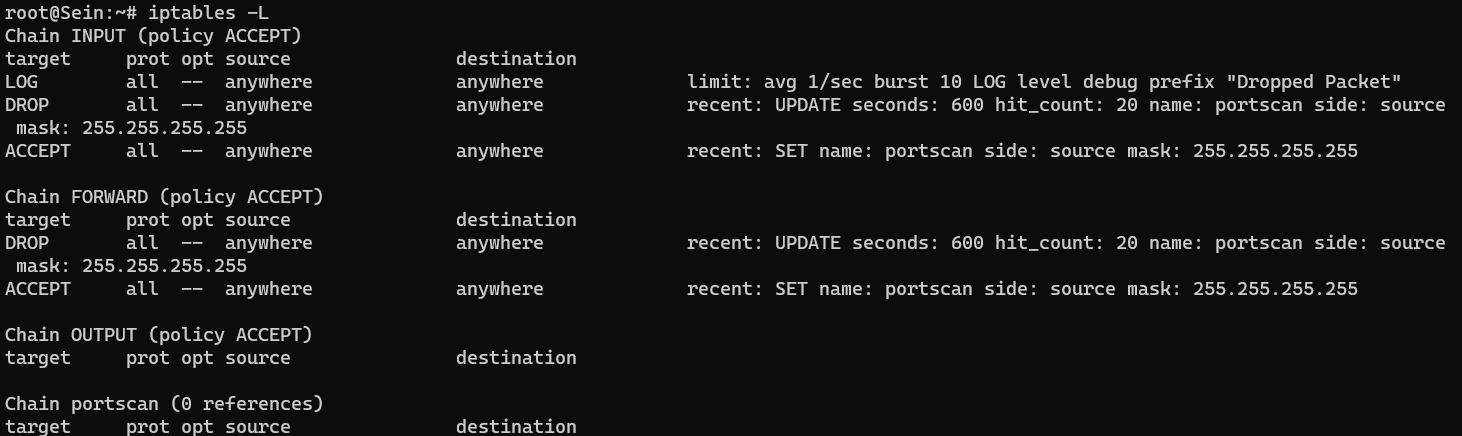 root@Sein:~# iptables -L
Chain INPUT (policy ACCEPT)
target     prot opt source               destination
LOG        all  --  anywhere             anywhere             limit: avg 1/sec burst 10 LOG level debug prefix "Dropped Packet"
DROP       all  --  anywhere             anywhere             recent: UPDATE seconds: 600 hit_count: 20 name: portscan side: source
 mask: 255.255.255.255
ACCEPT     all  --  anywhere             anywhere             recent: SET name: portscan side: source mask: 255.255.255.255

Chain FORWARD (policy ACCEPT)
target     prot opt source               destination
DROP       all  --  anywhere             anywhere             recent: UPDATE seconds: 600 hit_count: 20 name: portscan side: source
 mask: 255.255.255.255
ACCEPT     all  --  anywhere             anywhere             recent: SET name: portscan side: source mask: 255.255.255.255

Chain OUTPUT (policy ACCEPT)
target     prot opt source               destination

Chain portscan (0 references)
target     prot opt source               destination